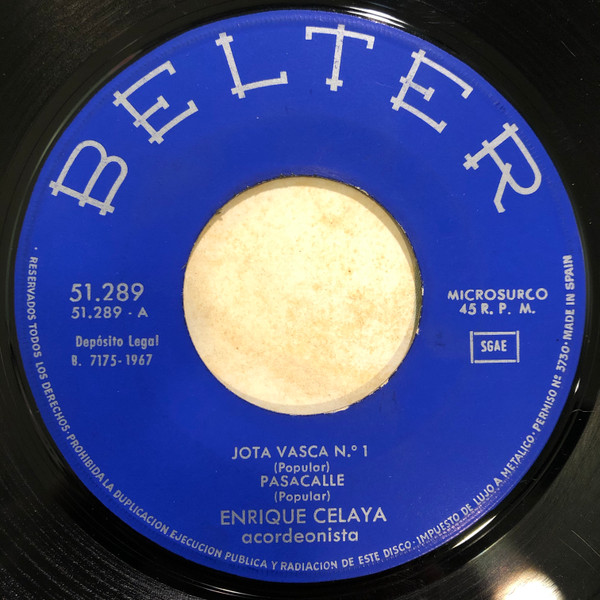 BELTER
51.289
51.289 - A
Depósito Legal
B. 7175-1967
MICROSURCO
45 R. P. M.
SGAE
JOTA VASCA N.º 1
(Popular)
PASACALLE
(Popular)
ENRIQUE CELAYA
acordeonista
· RESERVADOS TODOS LOS DERECHOS · PROHIBIDA LA DUPLICACION, EJECUCION PUBLICA Y RADIACION DE ESTE DISCO · IMPUESTO DE LUJO A METALICO · PERMISO Nº 3730 · MADE IN SPAIN